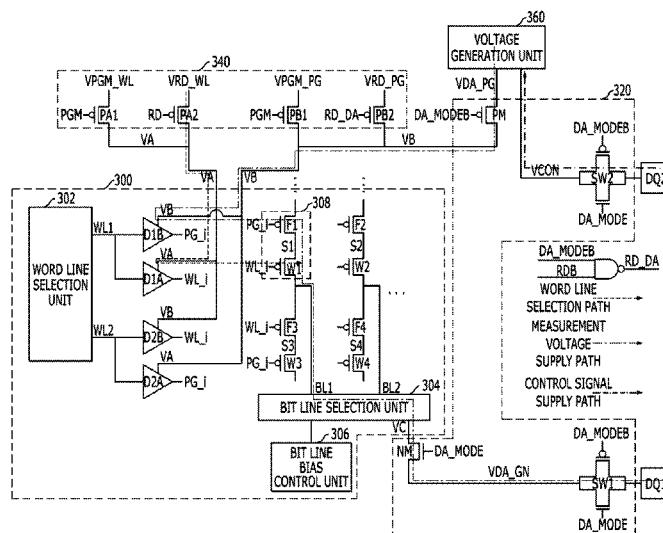 360
VOLTAGE
GENERATION UNIT
340
VPGM_WL
VRD_WL
VPGM_PG
VRD_PG
VDA_PG
320
PGM
PA1
RD
PA2
PGM
PB1
RD_DA
PB2
DA_MODEB
PM
DA_MODEB
VA
VB
VCON
SW2
DQ2
DA_MODE
300
302
WORD LINE
SELECTION
UNIT
WL1
VB
D1B
PG_i
VA
D1A
WL_i
WL2
VB
D2B
WL_i
VA
D2A
PG_i
VA
VB
308
PG_i
F1
F2
S1
S2
WL_i
W1
W2
...
WL_i
F3
F4
S3
S4
PG_i
W3
W4
BL1
BL2
304
BIT LINE SELECTION UNIT
306
BIT LINE
BIAS
CONTROL UNIT
VC
NM
DA_MODE
VDA_GN
DA_MODEB
RDB
RD_DA
WORD LINE
SELECTION PATH
MEASUREMENT
VOLTAGE
SUPPLY PATH
CONTROL SIGNAL
SUPPLY PATH
DA_MODEB
SW1
DQ1
DA_MODE